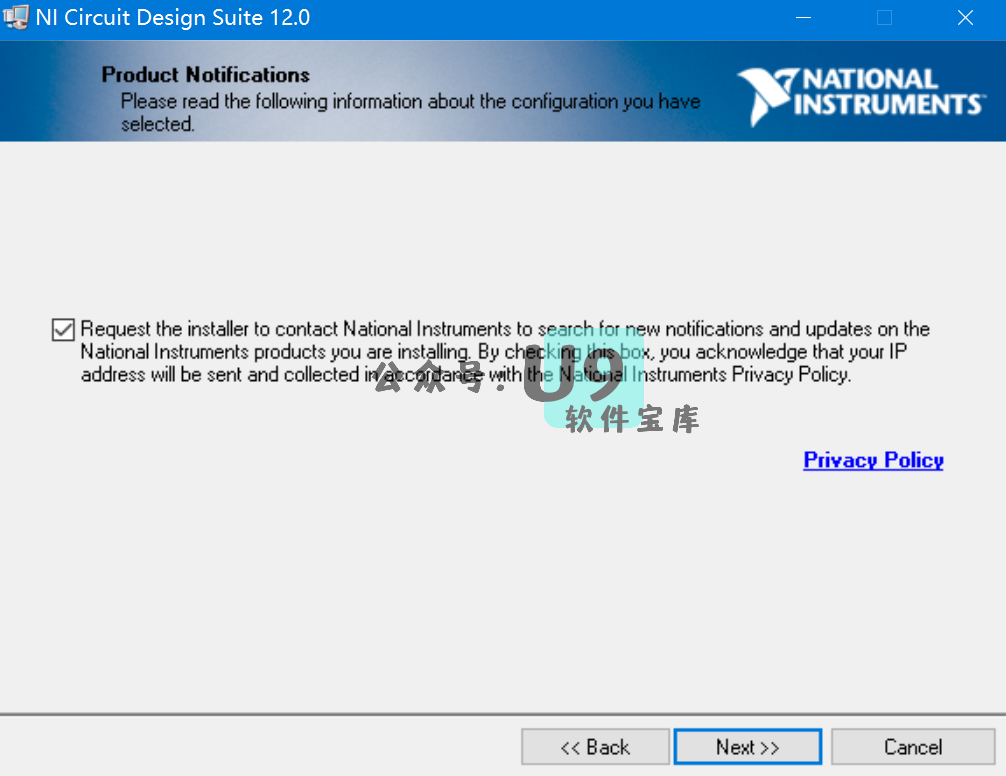 NI Circuit Design Suite 12.0
Product Notifications
Please read the following information about the configuration you have
selected.
NATIONAL
INSTRUMENTS™
Request the installer to contact National Instruments to search for new notifications and updates on the
National Instruments products you are installing. By checking this box, you acknowledge that your IP
address will be sent and collected in accordance with the National Instruments Privacy Policy.
公众号：U9
软件宝库
Privacy Policy
<< Back
Next >>
Cancel